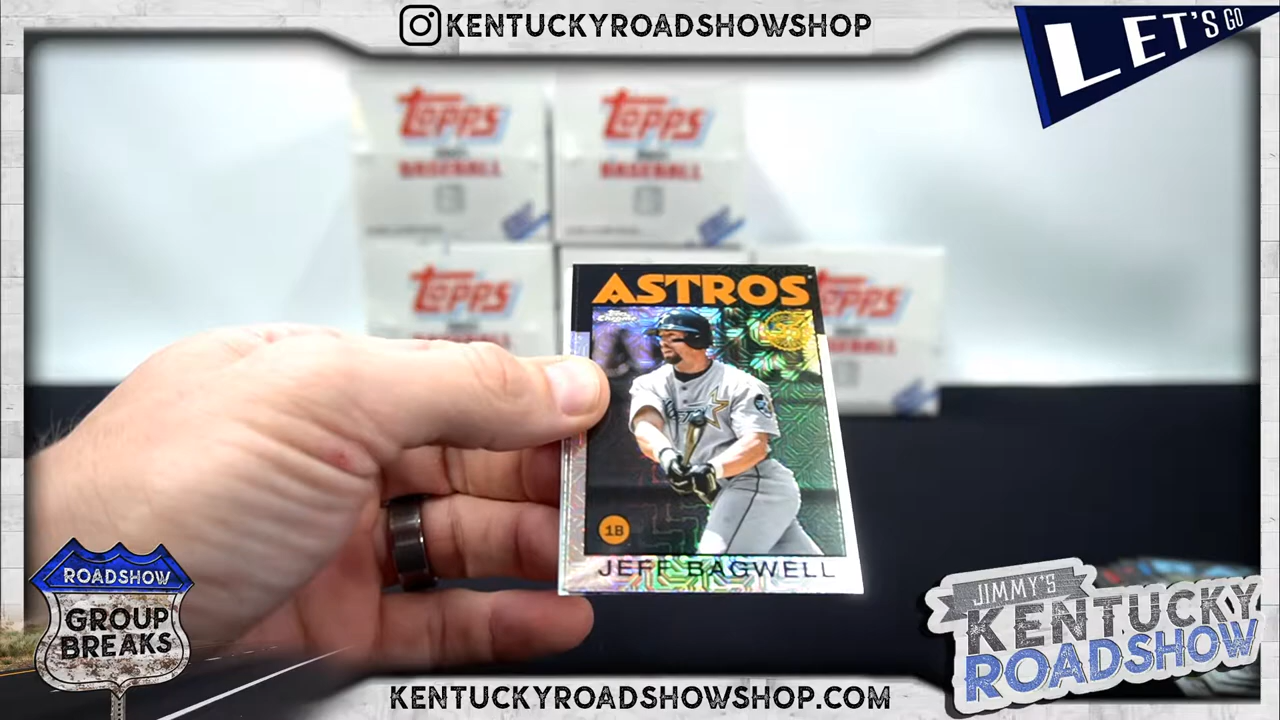 KENTUCKYROADSHOWSHOP
LET'S GO
Topps
BASEBALL
Topps
BASEBALL
Topps
Topps
BASEBALL
ASTROS
1B
JEFF BAGWELL
ROADSHOW
GROUP
BREAKS
JIMMY'S
KENTUCKY
ROADSHOW
KENTUCKYROADSHOWSHOP.COM